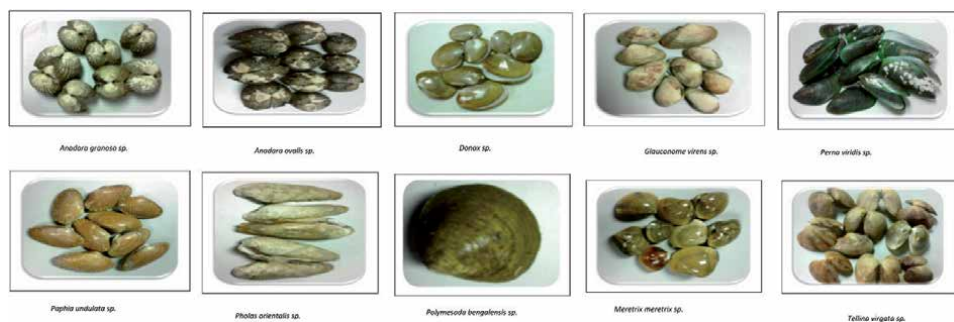 Anadara granosa sp.
Anadara ovalis sp.
Donax sp.
Glauconome virens sp.
Perna viridis sp.
Paphia undulata sp.
Pholas orientalis sp.
Polymesoda bengalensis sp.
Meretrix meretrix sp.
Tellina virgata sp.